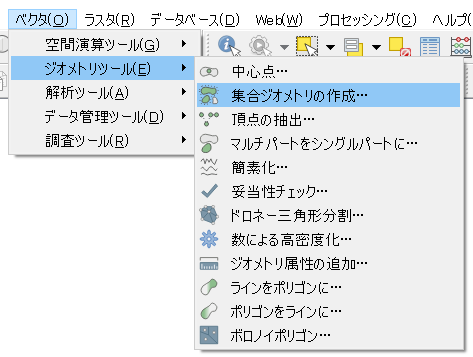 ベクタ(O) ラスタ(R) データベース(D) Web(W) プロセッシング(C) ヘルプ(
空間演算ツール(G)
ジオメトリツール(E)
解析ツール(A)
データ管理ツール(D)
調査ツール(R)
中心点…
集合ジオメトリの作成…
頂点の抽出…
マルチパートをシングルパートに…
簡素化…
妥当性チェック…
ドロネー三角形分割…
数による高密度化…
ジオメトリ属性の追加…
ラインをポリゴンに…
ポリゴンをラインに…
ボロノイポリゴン…